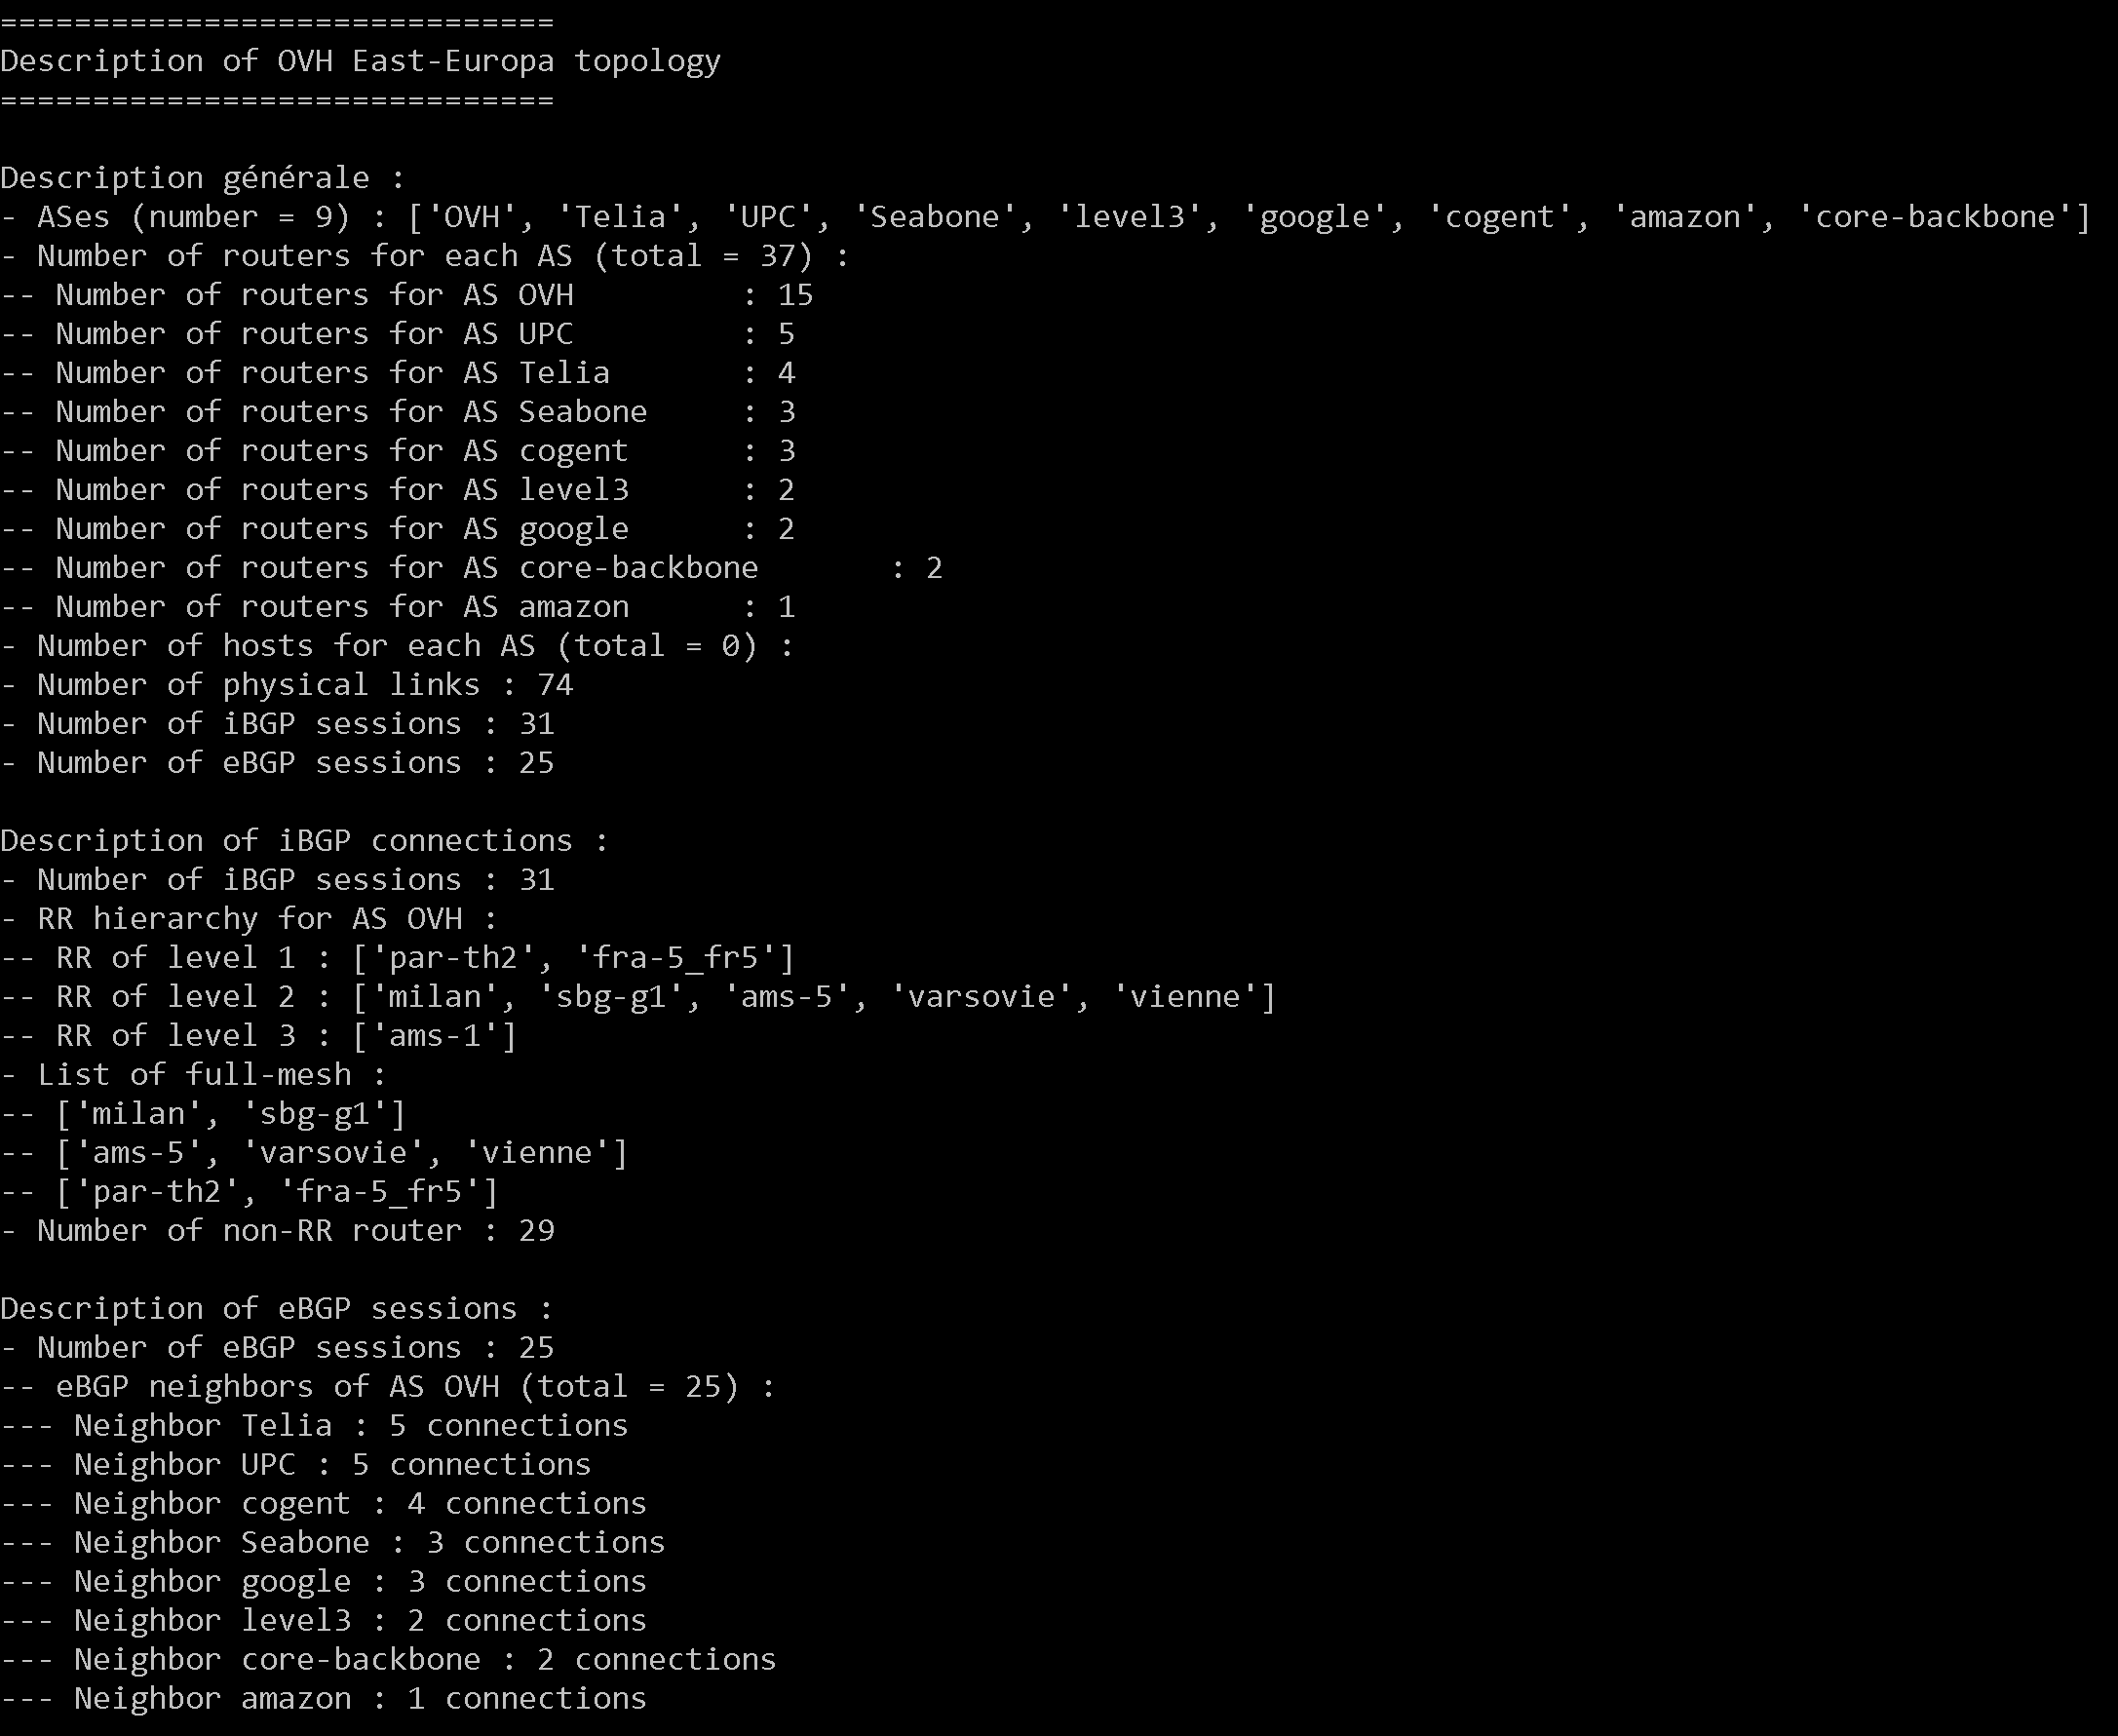 ==============================
Description of OVH East-Europa topology
==============================
Description générale :
- ASes (number = 9) : ['OVH', 'Telia', 'UPC', 'Seabone', 'level3', 'google', 'cogent', 'amazon', 'core-backbone']
- Number of routers for each AS (total = 37) :
-- Number of routers for AS OVH : 15
-- Number of routers for AS UPC : 5
-- Number of routers for AS Telia : 4
-- Number of routers for AS Seabone : 3
-- Number of routers for AS cogent : 3
-- Number of routers for AS level3 : 2
-- Number of routers for AS google : 2
-- Number of routers for AS core-backbone : 2
-- Number of routers for AS amazon : 1
- Number of hosts for each AS (total = 0) :
- Number of physical links : 74
- Number of iBGP sessions : 31
- Number of eBGP sessions : 25
Description of iBGP connections :
- Number of iBGP sessions : 31
- RR hierarchy for AS OVH :
-- RR of level 1 : ['par-th2', 'fra-5_fr5']
-- RR of level 2 : ['milan', 'sbg-g1', 'ams-5', 'varsovie', 'vienne']
-- RR of level 3 : ['ams-1']
- List of full-mesh :
-- ['milan', 'sbg-g1']
-- ['ams-5', 'varsovie', 'vienne']
-- ['par-th2', 'fra-5_fr5']
- Number of non-RR router : 29
Description of eBGP sessions :
- Number of eBGP sessions : 25
-- eBGP neighbors of AS OVH (total = 25) :
--- Neighbor Telia : 5 connections
--- Neighbor UPC : 5 connections
--- Neighbor cogent : 4 connections
--- Neighbor Seabone : 3 connections
--- Neighbor google : 3 connections
--- Neighbor level3 : 2 connections
--- Neighbor core-backbone : 2 connections
--- Neighbor amazon : 1 connections